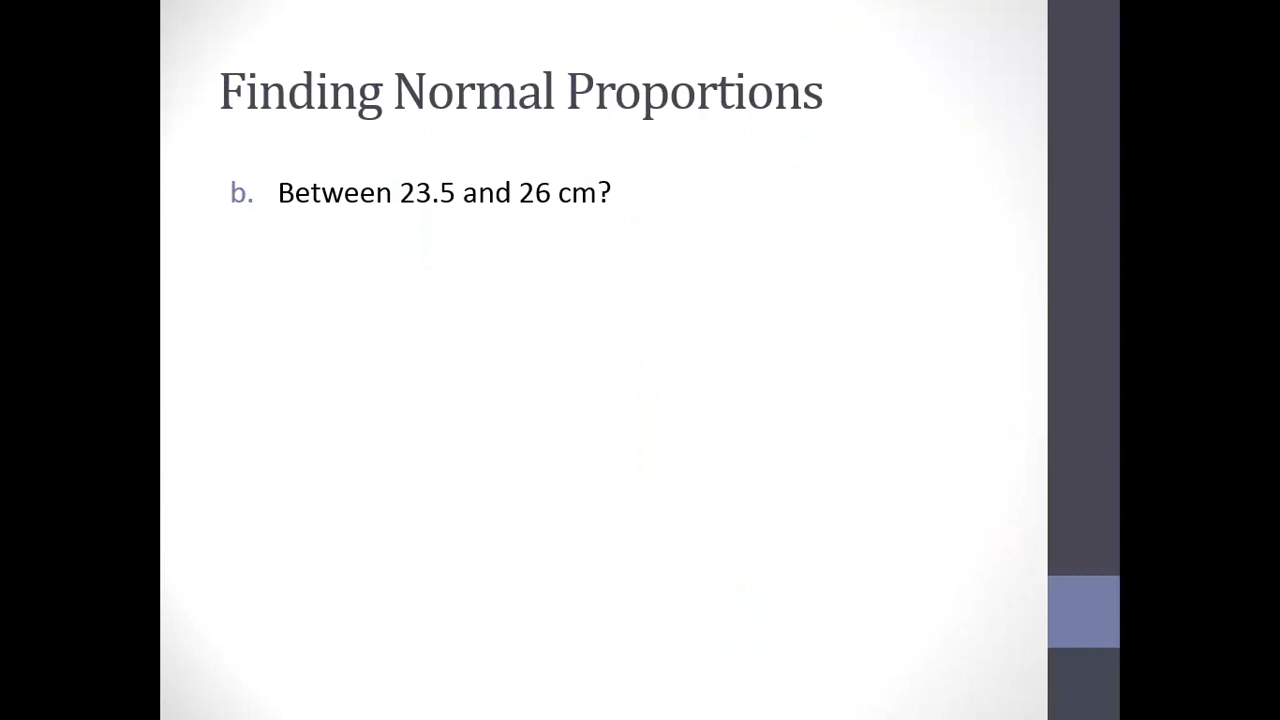 Finding Normal Proportions
b. Between 23.5 and 26 cm?